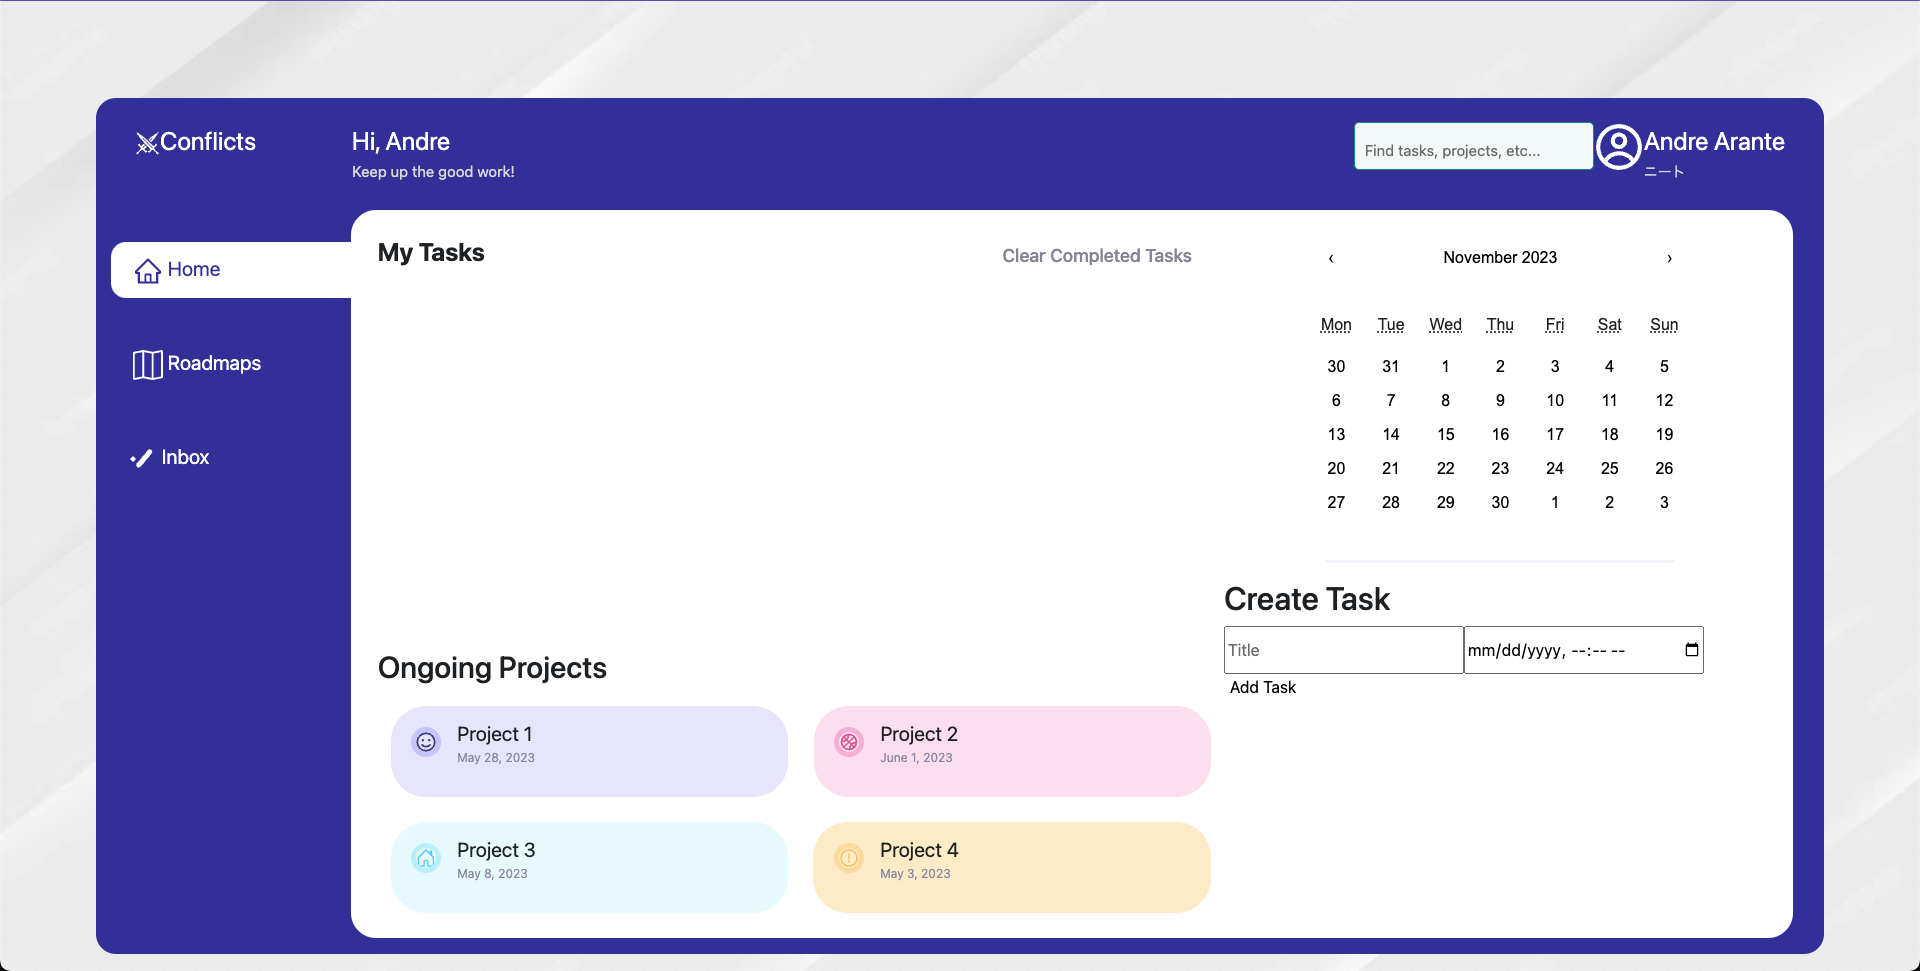 Conflicts
Hi, Andre
Keep up the good work!
Find tasks, projects, etc...
Andre Arante
ニート
Home
Roadmaps
Inbox
My Tasks
Clear Completed Tasks
‹ November 2023 ›
Mon Tue Wed Thu Fri Sat Sun
30 31 1 2 3 4 5
6 7 8 9 10 11 12
13 14 15 16 17 18 19
20 21 22 23 24 25 26
27 28 29 30 1 2 3
Create Task
Title
mm/dd/yyyy, --:-- --
Add Task
Ongoing Projects
Project 1
May 28, 2023
Project 2
June 1, 2023
Project 3
May 8, 2023
Project 4
May 3, 2023